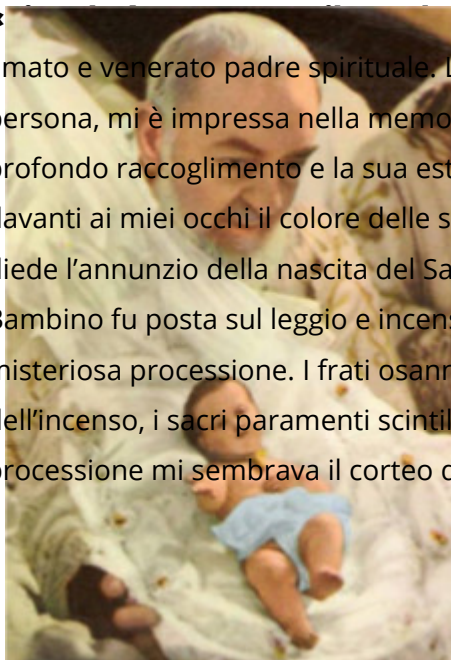 «
mato e venerato padre spirituale.
persona, mi è impressa nella memo
rofondo raccoglimento e la sua est
davanti ai miei occhi il colore delle s
diede l’annunzio della nascita del Sa
Bambino fu posta sul leggio e incens
misteriosa processione. I frati osann
dell’incenso, i sacri paramenti scintil
processione mi sembrava il corteo